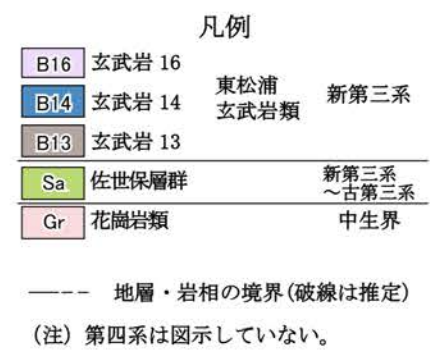 凡例
B16 玄武岩 16
B14 玄武岩 14
B13 玄武岩 13
東松浦
玄武岩類
新第三系
Sa 佐世保層群
新第三系
～古第三系
Gr 花崗岩類 中生界
地層・岩相の境界(破線は推定)
(注) 第四系は図示していない。